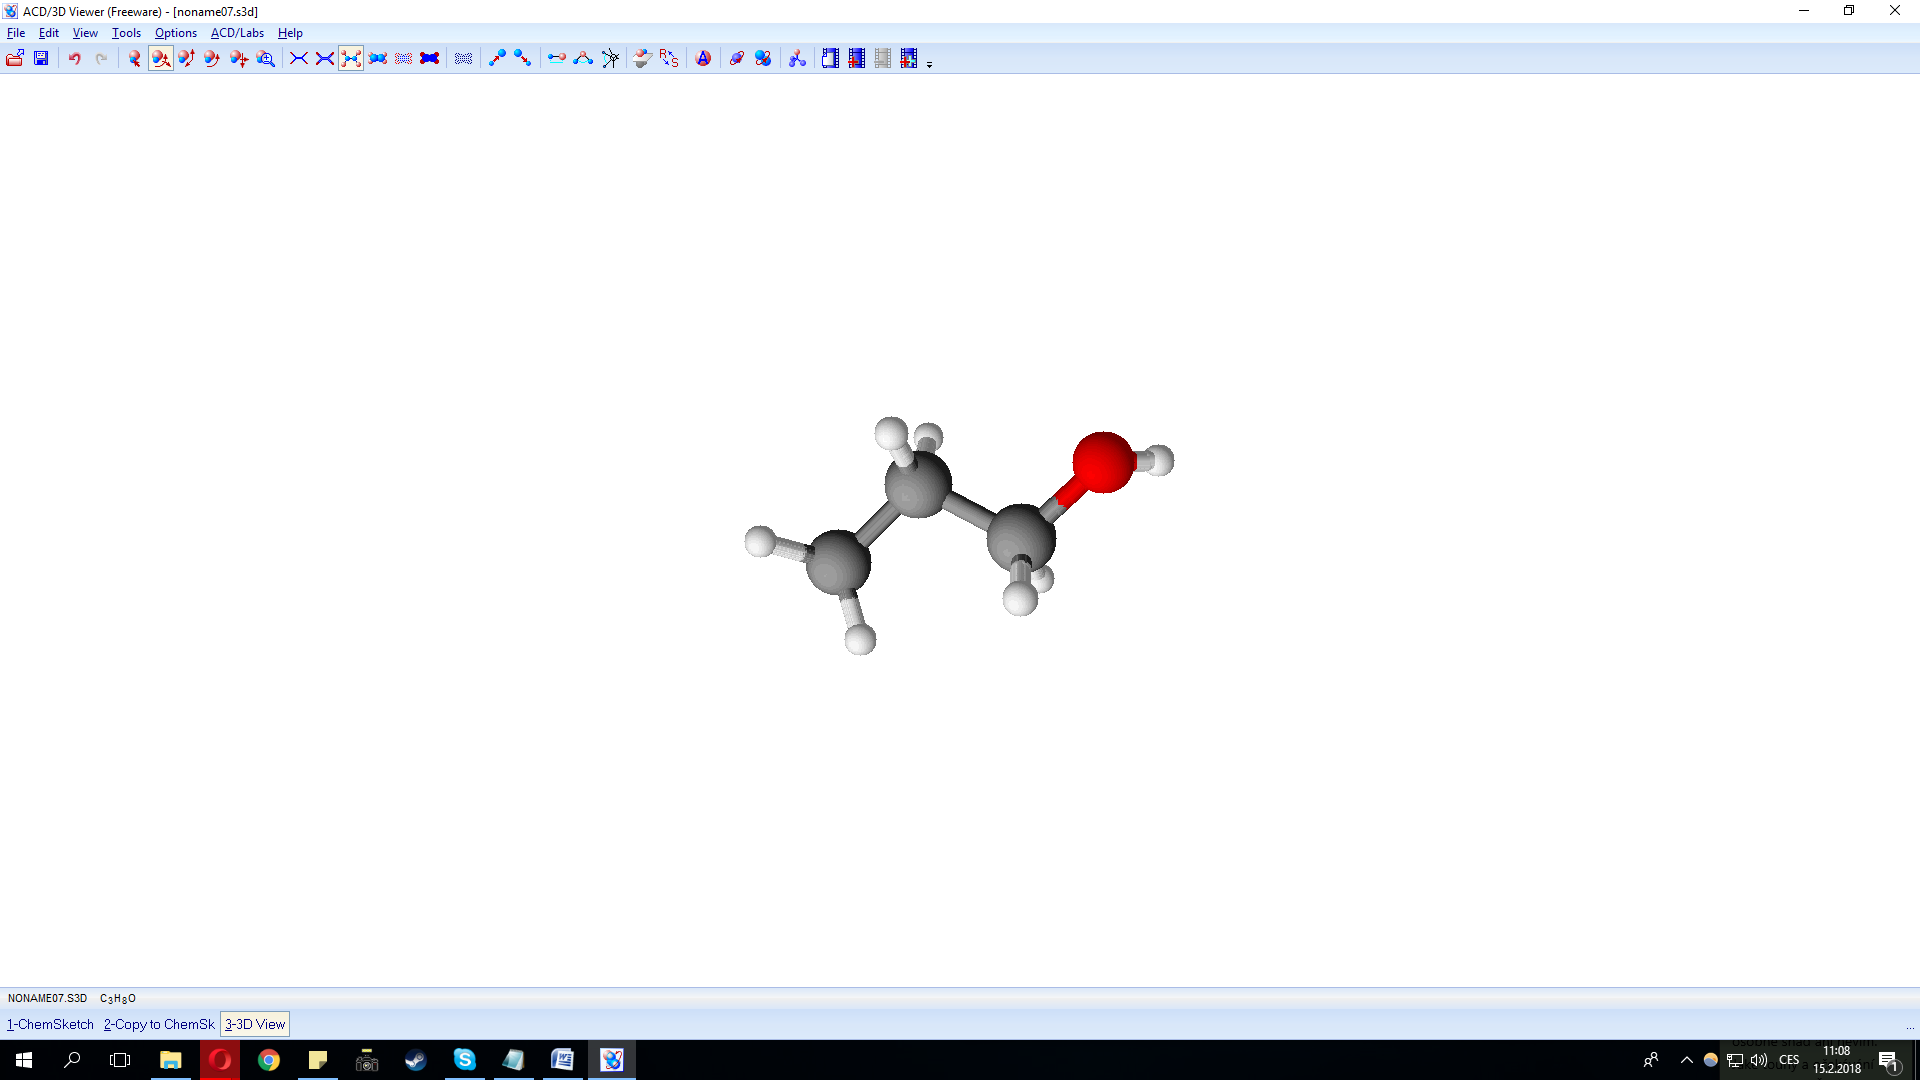 ACD/3D Viewer (Freeware) - [noname07.s3d]
File Edit View Tools Options ACD/Labs Help
NONAME07.S3D C3H8O
1-ChemSketch 2-Copy to ChemSk 3-3D View
...
CES
11:08
15.2.2018
1